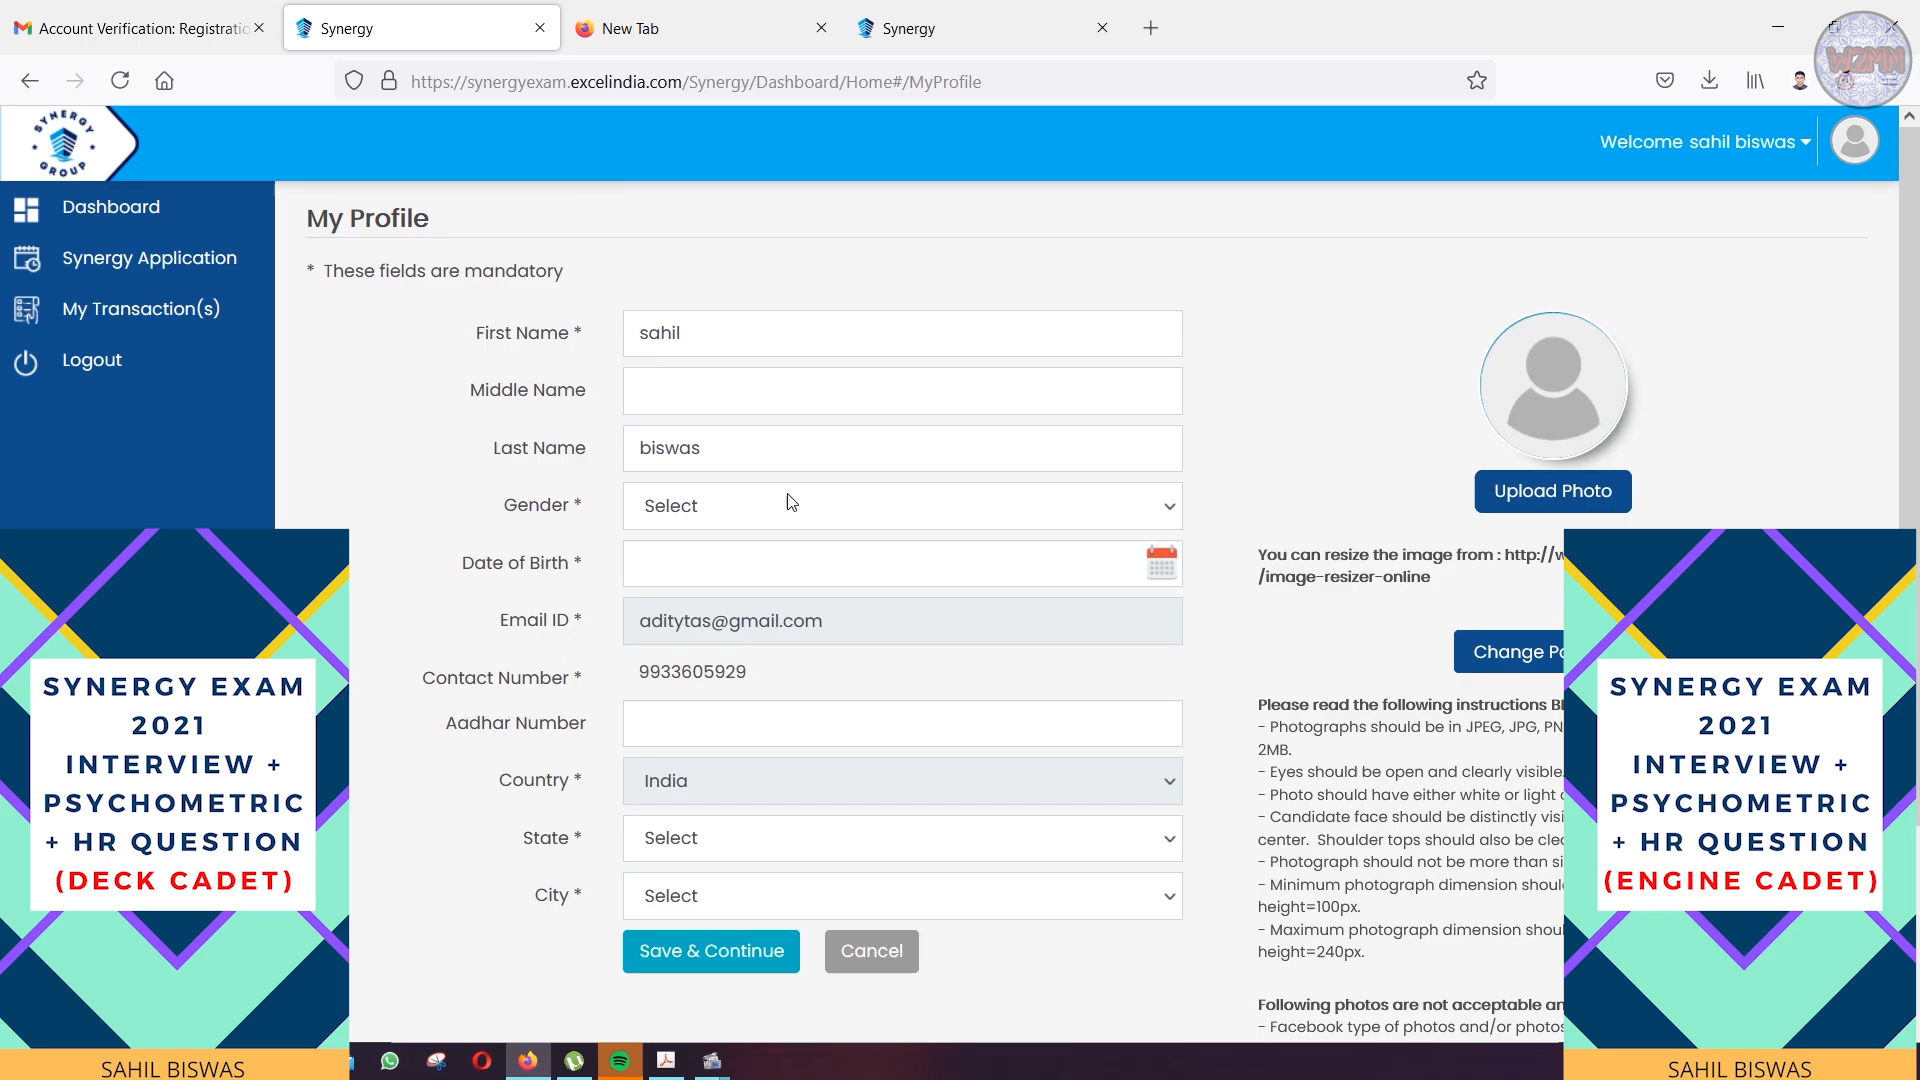 Account Verification: Registratio
Synergy
New Tab
Synergy
W2MN
https://synergyexam.excelindia.com/Synergy/Dashboard/Home#/MyProfile
SYNERGY
GROUP
Welcome sahil biswas
Dashboard
Synergy Application
My Transaction(s)
Logout
My Profile
* These fields are mandatory
First Name * sahil
Middle Name
Last Name biswas
Gender * Select
Date of Birth *
Email ID * aditytas@gmail.com
Contact Number * 9933605929
Aadhar Number
Country * India
State * Select
City * Select
Save & Continue Cancel
Upload Photo
You can resize the image from : http://w
/image-resizer-online
Change Pa
Please read the following instructions
- Photographs should be in JPEG, JPG, PN
2MB.
- Eyes should be open and clearly visible.
- Photo should have either white or light
- Candidate face should be distinctly visi
center. Shoulder tops should also be clea
- Photograph should not be more than si
- Minimum photograph dimension shoul
height=100px.
- Maximum photograph dimension shou
height=240px.
Following photos are not acceptable an
- Facebook type of photos and/or photos
SYNERGY EXAM
2021
INTERVIEW +
PSYCHOMETRIC
+ HR QUESTION
(DECK CADET)
SAHIL BISWAS
SYNERGY EXAM
2021
INTERVIEW +
PSYCHOMETRIC
+ HR QUESTION
(ENGINE CADET)
SAHIL BISWAS